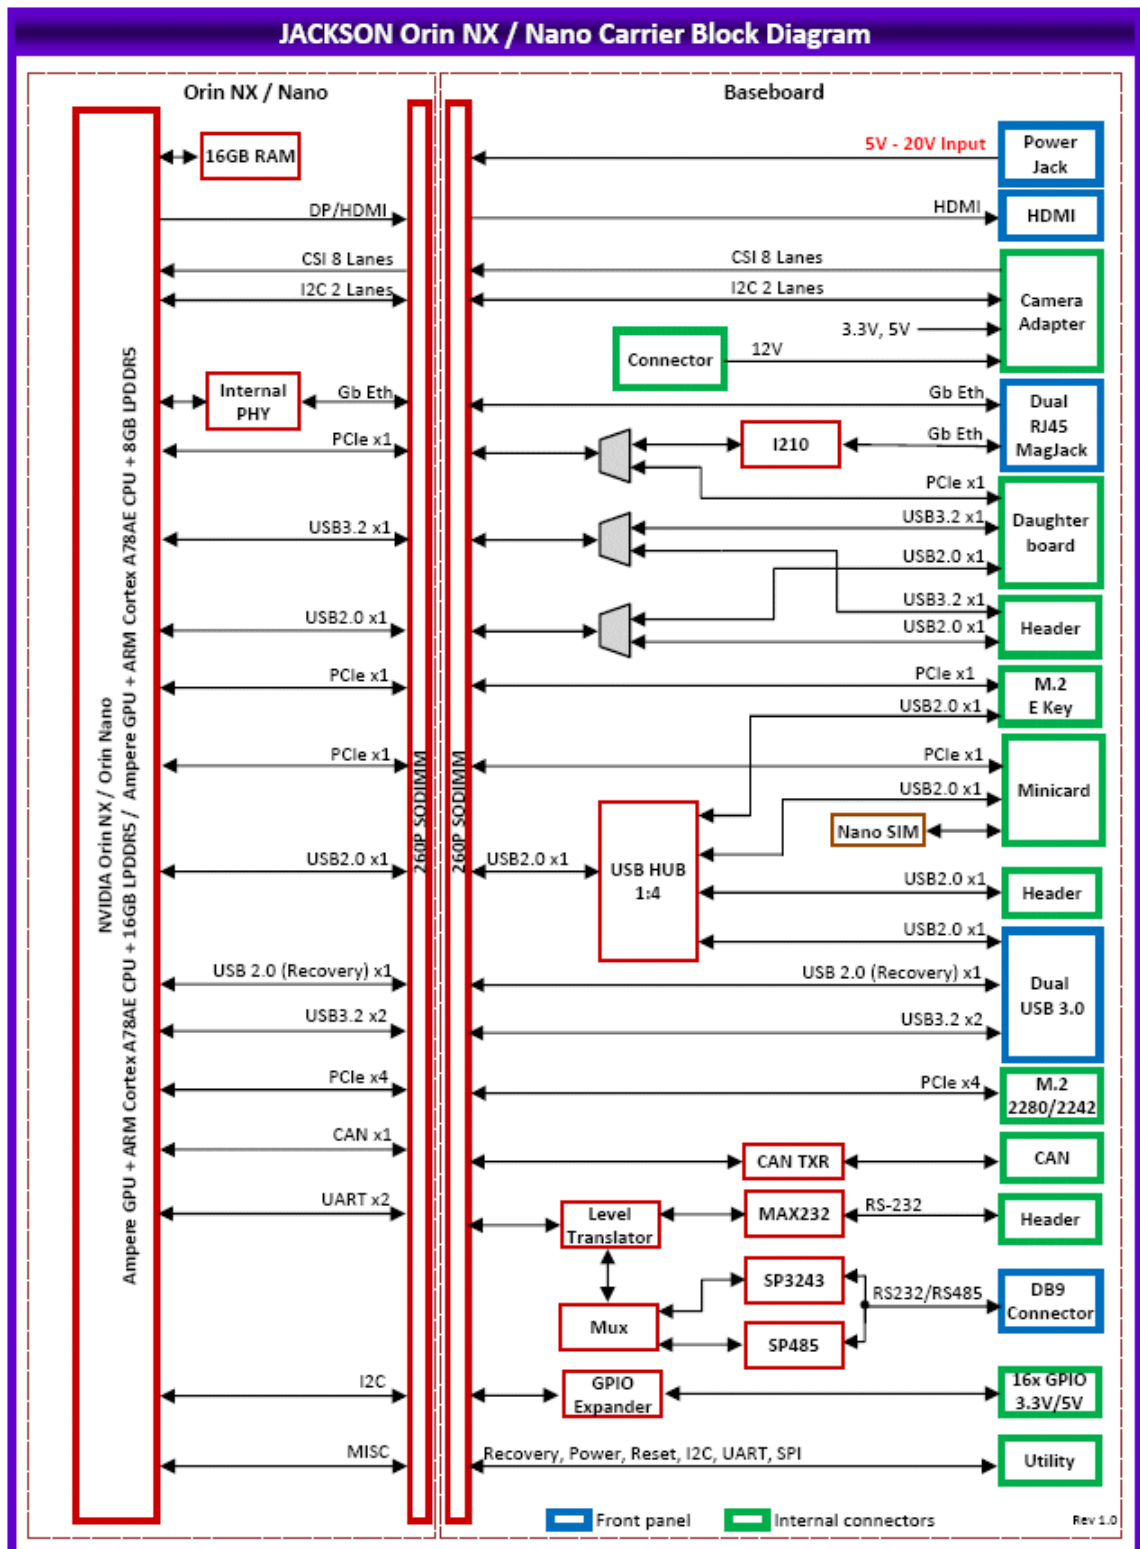 JACKSON Orin NX / Nano Carrier Block Diagram
Orin NX / Nano
Baseboard
NVIDIA Orin NX / Orin Nano
Ampere GPU + ARM Cortex A78AE CPU + 16GB LPDDR5 / Ampere GPU + ARM Cortex A78AE CPU + 8GB LPDDR5
16GB RAM
DP/HDMI
CSI 8 Lanes
I2C 2 Lanes
Internal
PHY
Gb Eth
PCIe x1
USB3.2 x1
USB2.0 x1
PCIe x1
PCIe x1
USB2.0 x1
USB 2.0 (Recovery) x1
USB3.2 x2
PCIe x4
CAN x1
UART x2
I2C
MISC
260P SODIMM
260P SODIMM
5V - 20V Input
Power
Jack
HDMI
HDMI
CSI 8 Lanes
I2C 2 Lanes
3.3V, 5V
Connector
12V
Camera
Adapter
Gb Eth
I210
Gb Eth
Dual
RJ45
MagJack
PCIe x1
USB3.2 x1
USB2.0 x1
Daughter
board
USB3.2 x1
USB2.0 x1
Header
PCIe x1
USB2.0 x1
M.2
E Key
PCIe x1
USB2.0 x1
Nano SIM
Minicard
USB2.0 x1
USB HUB
1:4
USB2.0 x1
Header
USB2.0 x1
USB 2.0 (Recovery) x1
USB3.2 x2
Dual
USB 3.0
PCIe x4
M.2
2280/2242
CAN TXR
CAN
Level
Translator
MAX232
RS-232
Header
Mux
SP3243
SP485
RS232/RS485
DB9
Connector
GPIO
Expander
16x GPIO
3.3V/5V
Recovery, Power, Reset, I2C, UART, SPI
Utility
Front panel
Internal connectors
Rev 1.0